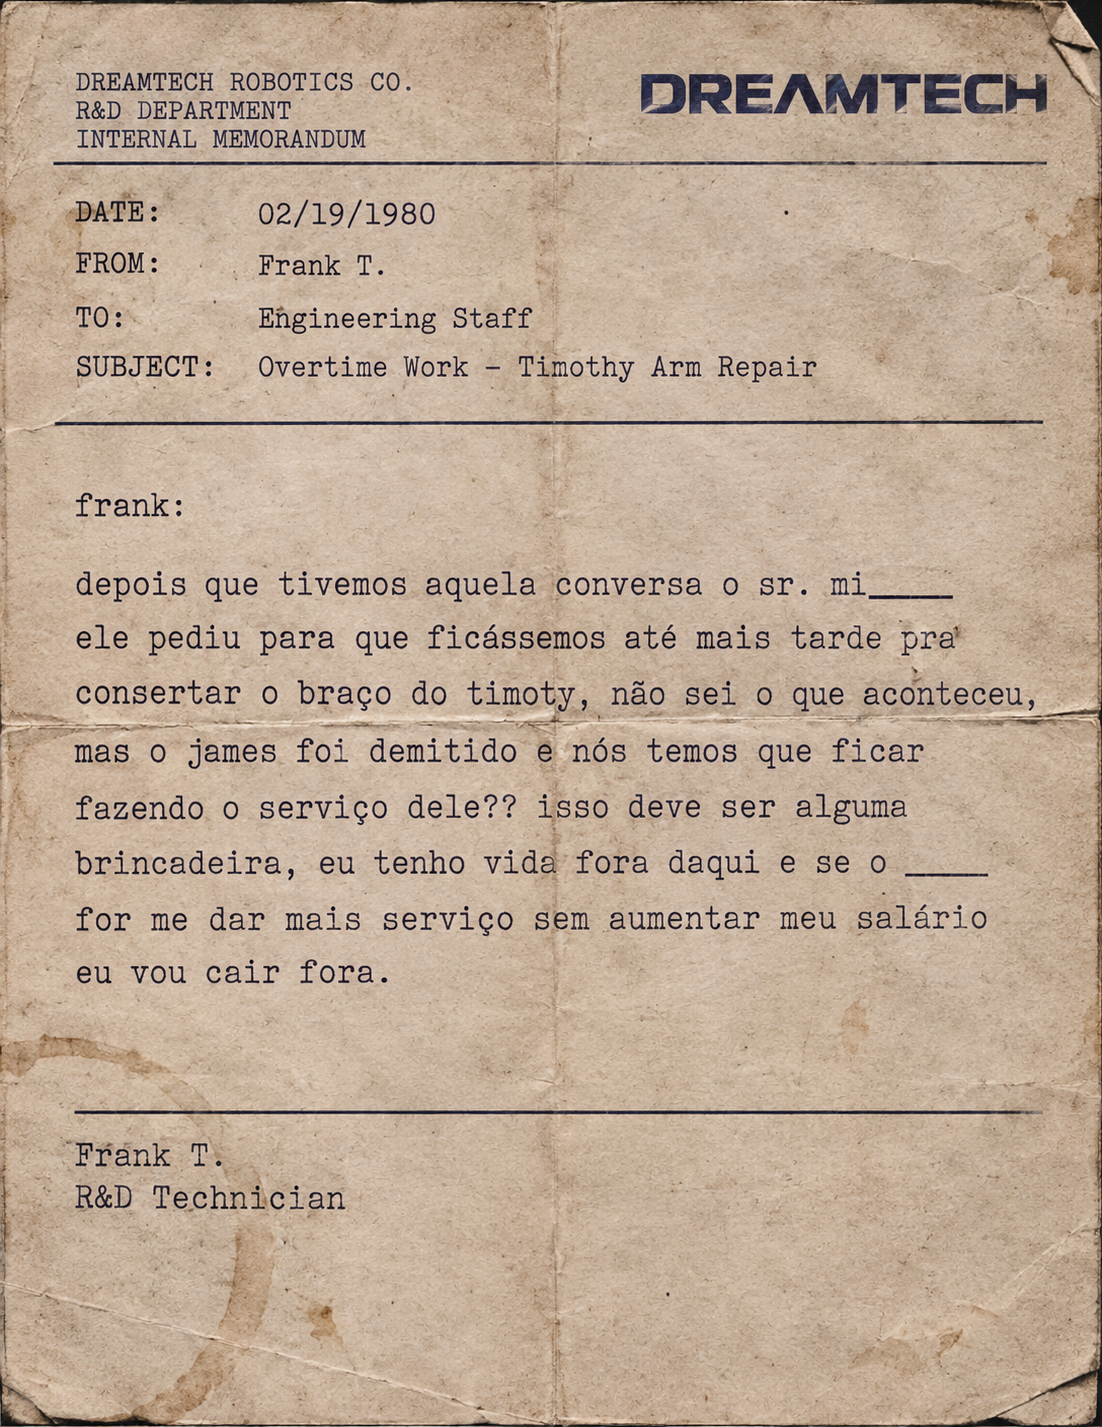 DREAMTECH ROBOTICS CO.
R&D DEPARTMENT
INTERNAL MEMORANDUM
DREAMTECH
DATE: 02/19/1980
FROM: Frank T.
TO: Engineering Staff
SUBJECT: Overtime Work - Timothy Arm Repair
frank:
depois que tivemos aquela conversa o sr. mi____
ele pediu para que ficássemos até mais tarde pra
consertar o braço do timoty, não sei o que aconteceu,
mas o james foi demitido e nós temos que ficar
fazendo o serviço dele?? isso deve ser alguma
brincadeira, eu tenho vida fora daqui e se o ____
for me dar mais serviço sem aumentar meu salário
eu vou cair fora.
Frank T.
R&D Technician